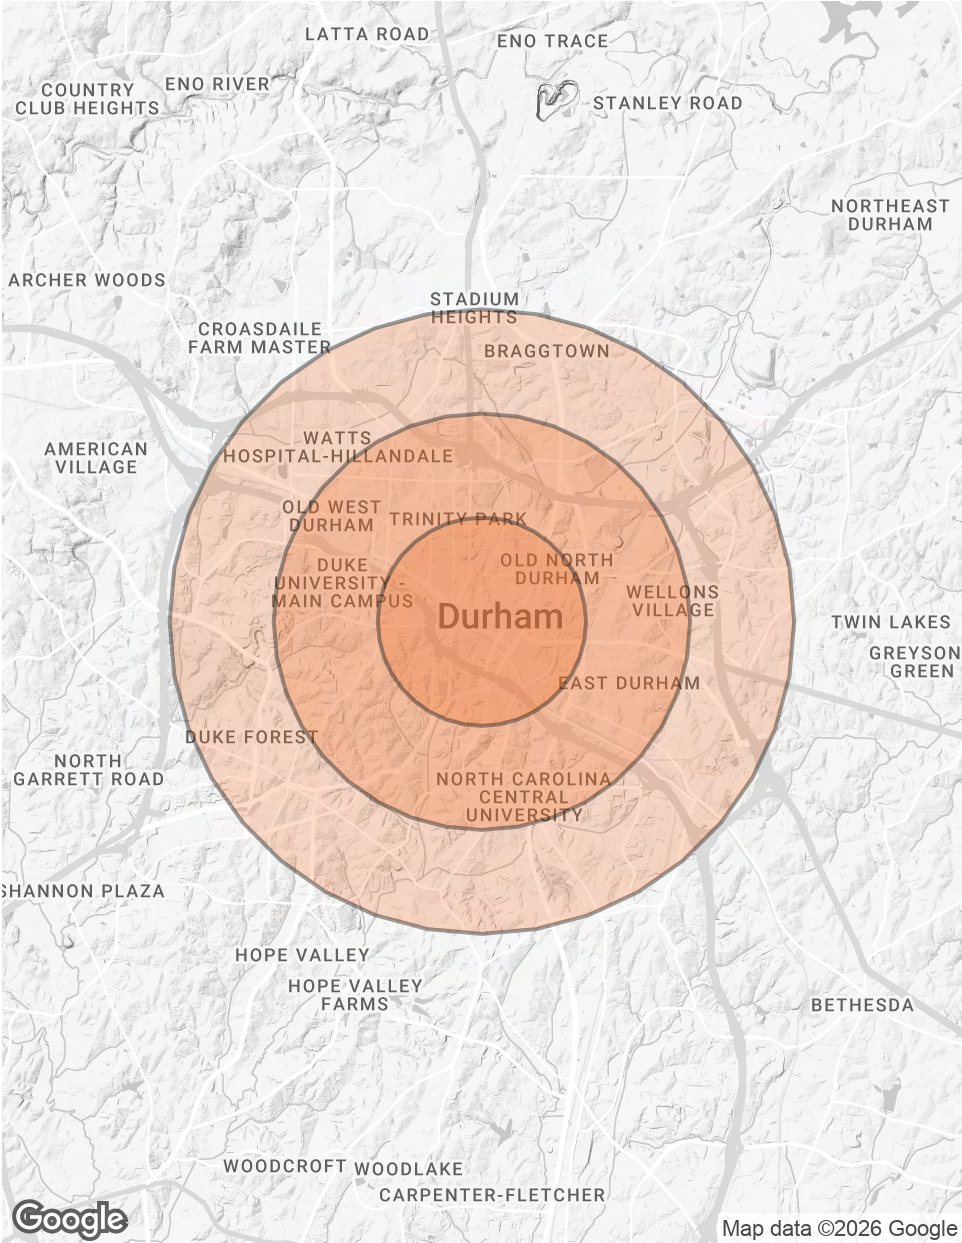 LATTA ROAD
ENO TRACE
ENO RIVER
COUNTRY
CLUB HEIGHTS
STANLEY ROAD
NORTHEAST
DURHAM
ARCHER WOODS
STADIUM
HEIGHTS
CROASDAILE
FARM MASTER
BRAGGTOWN
WATTS
HOSPITAL-HILLANDALE
AMERICAN
VILLAGE
OLD WEST
DURHAM
TRINITY PARK
OLD NORTH
DURHAM
DUKE
UNIVERSITY -
MAIN CAMPUS
WELLONS
VILLAGE
Durham
TWIN LAKES
GREYSON
GREEN
EAST DURHAM
DUKE FOREST
NORTH
GARRETT ROAD
NORTH CAROLINA
CENTRAL
UNIVERSITY
SHANNON PLAZA
HOPE VALLEY
HOPE VALLEY
FARMS
BETHESDA
WOODCROFT
WOODLAKE
CARPENTER-FLETCHER
Google
Map data ©2026 Google